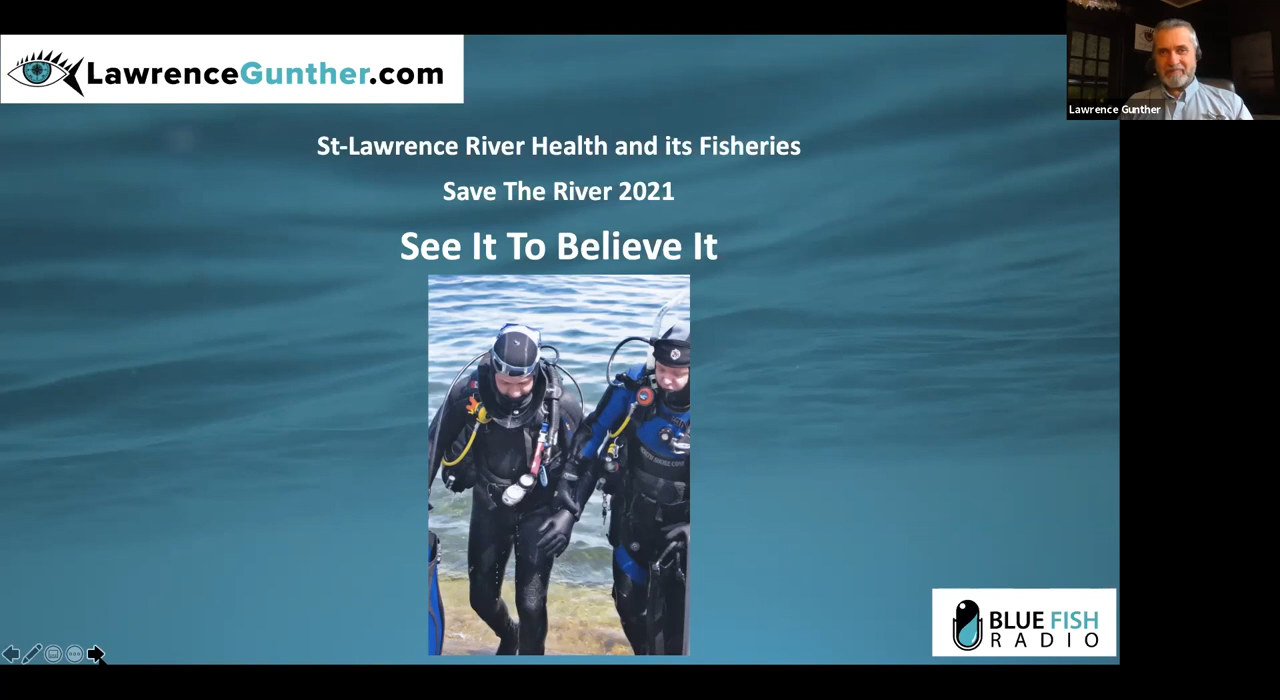 LawrenceGunther.com
Lawrence Gunther
St-Lawrence River Health and its Fisheries
Save The River 2021
See It To Believe It
BLUE FISH
RADIO